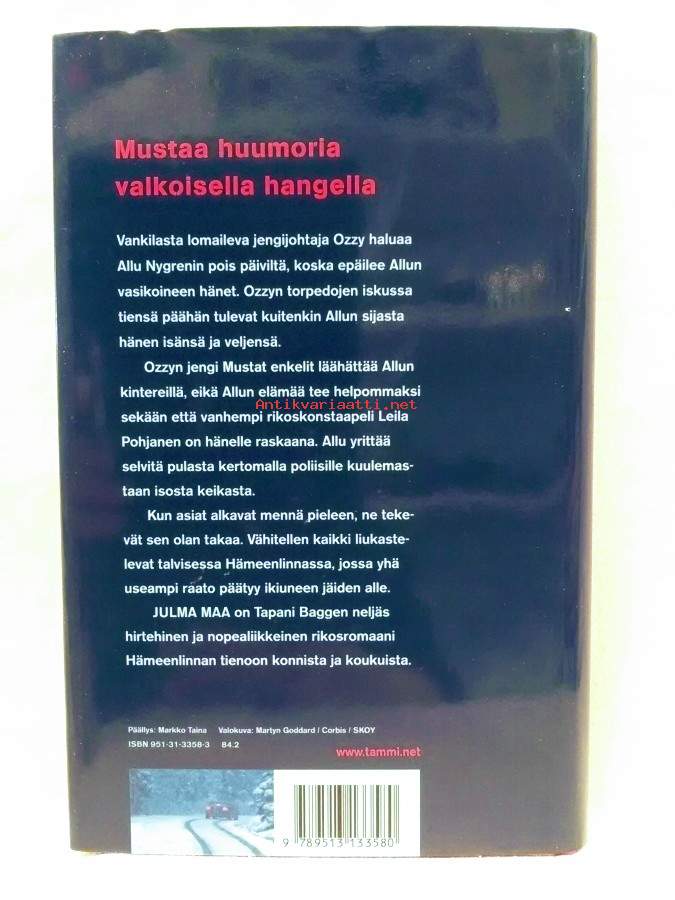 Mustaa huumoria
valkoisella hangella
Vankilasta lomaileva jengijohtaja Ozzy haluaa
Allu Nygrenin pois päiviltä, koska epäilee Allun
vasikoineen hänet. Ozzyn torpedojen iskussa
tiensä päähän tulevat kuitenkin Allun sijasta
hänen isänsä ja veljensä.
Ozzyn jengi Mustat enkelit läähättää Allun
kintereillä, eikä Allun elämää tee helpommaksi
Antikvariaatti.net
sekään että vanhempi rikoskonstaapeli Leila
Pohjanen on hänelle raskaana. Allu yrittää
selvitä pulasta kertomalla poliisille kuulemas-
taan isosta keikasta.
Kun asiat alkavat mennä pieleen, ne teke-
vät sen olan takaa. Vähitellen kaikki liukaste-
levat talvisessa Hämeenlinnassa, jossa yhä
useampi raato päätyy ikiuneen jäiden alle.
JULMA MAA on Tapani Baggen neljäs
hirtehinen ja nopealiikkeinen rikosromaani
Hämeenlinnan tienoon konnista ja koukuista.
Päällys: Markko Taina Valokuva: Martyn Goddard / Corbis / SKOY
ISBN 951-31-3358-3 84.2
www.tammi.net
9 789513 133580